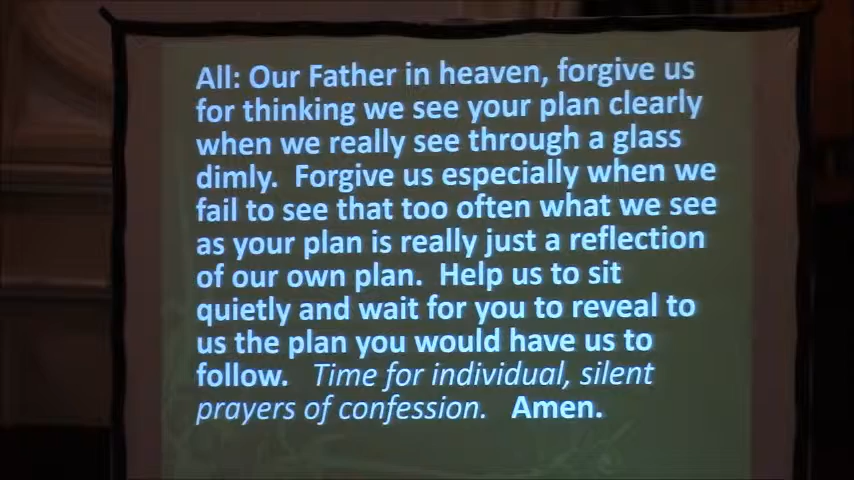 All: Our Father in heaven, forgive us
for thinking we see your plan clearly
when we really see through a glass
dimly.  Forgive us especially when we
fail to see that too often what we see
as your plan is really just a reflection
of our own plan.  Help us to sit
quietly and wait for you to reveal to
us the plan you would have us to
follow.   Time for individual, silent
prayers of confession.   Amen.